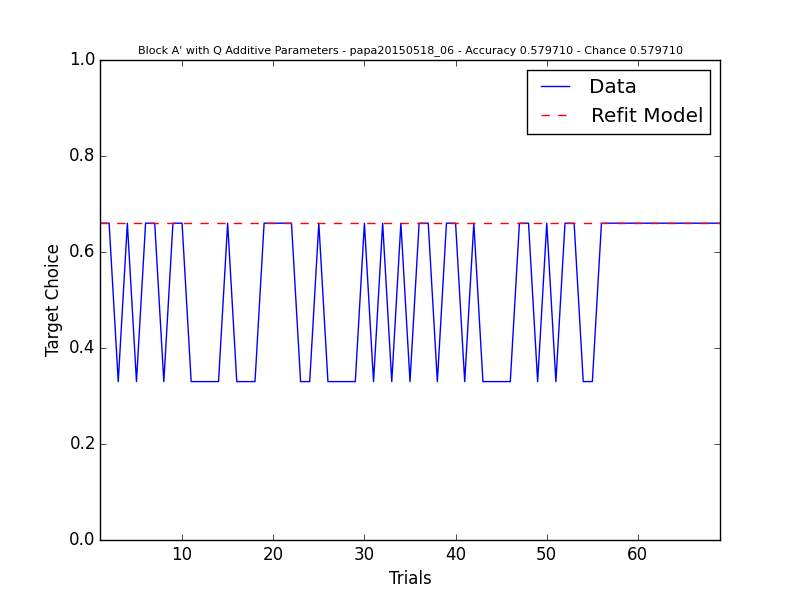 Block A' with Q Additive Parameters - papa20150518_06 - Accuracy 0.579710 - Chance 0.579710
1.0
Data
Refit Model
0.8
0.6
Target Choice
0.4
0.2
0.0
10 20 30 40 50 60
Trials